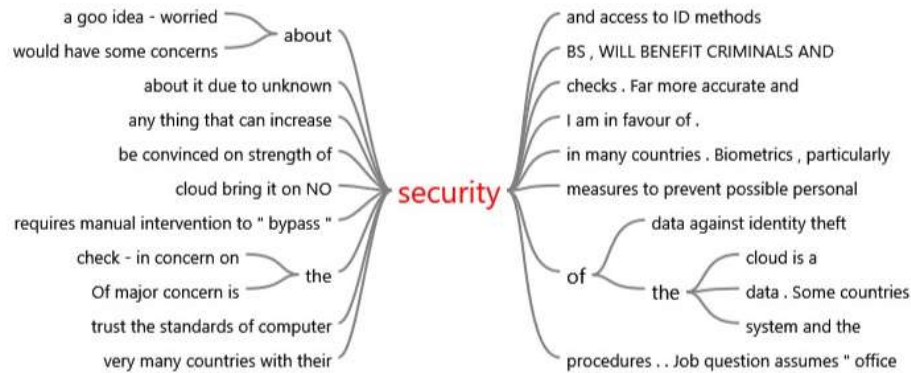 a goo idea - worried
would have some concerns
about
about it due to unknown
any thing that can increase
be convinced on strength of
cloud bring it on NO
requires manual intervention to " bypass "
check - in concern on
Of major concern is
the
trust the standards of computer
very many countries with their
security
and access to ID methods
BS , WILL BENEFIT CRIMINALS AND
checks . Far more accurate and
I am in favour of .
in many countries . Biometrics , particularly
measures to prevent possible personal
of
data against identity theft
the
cloud is a
data . Some countries
system and the
procedures . . Job question assumes " office